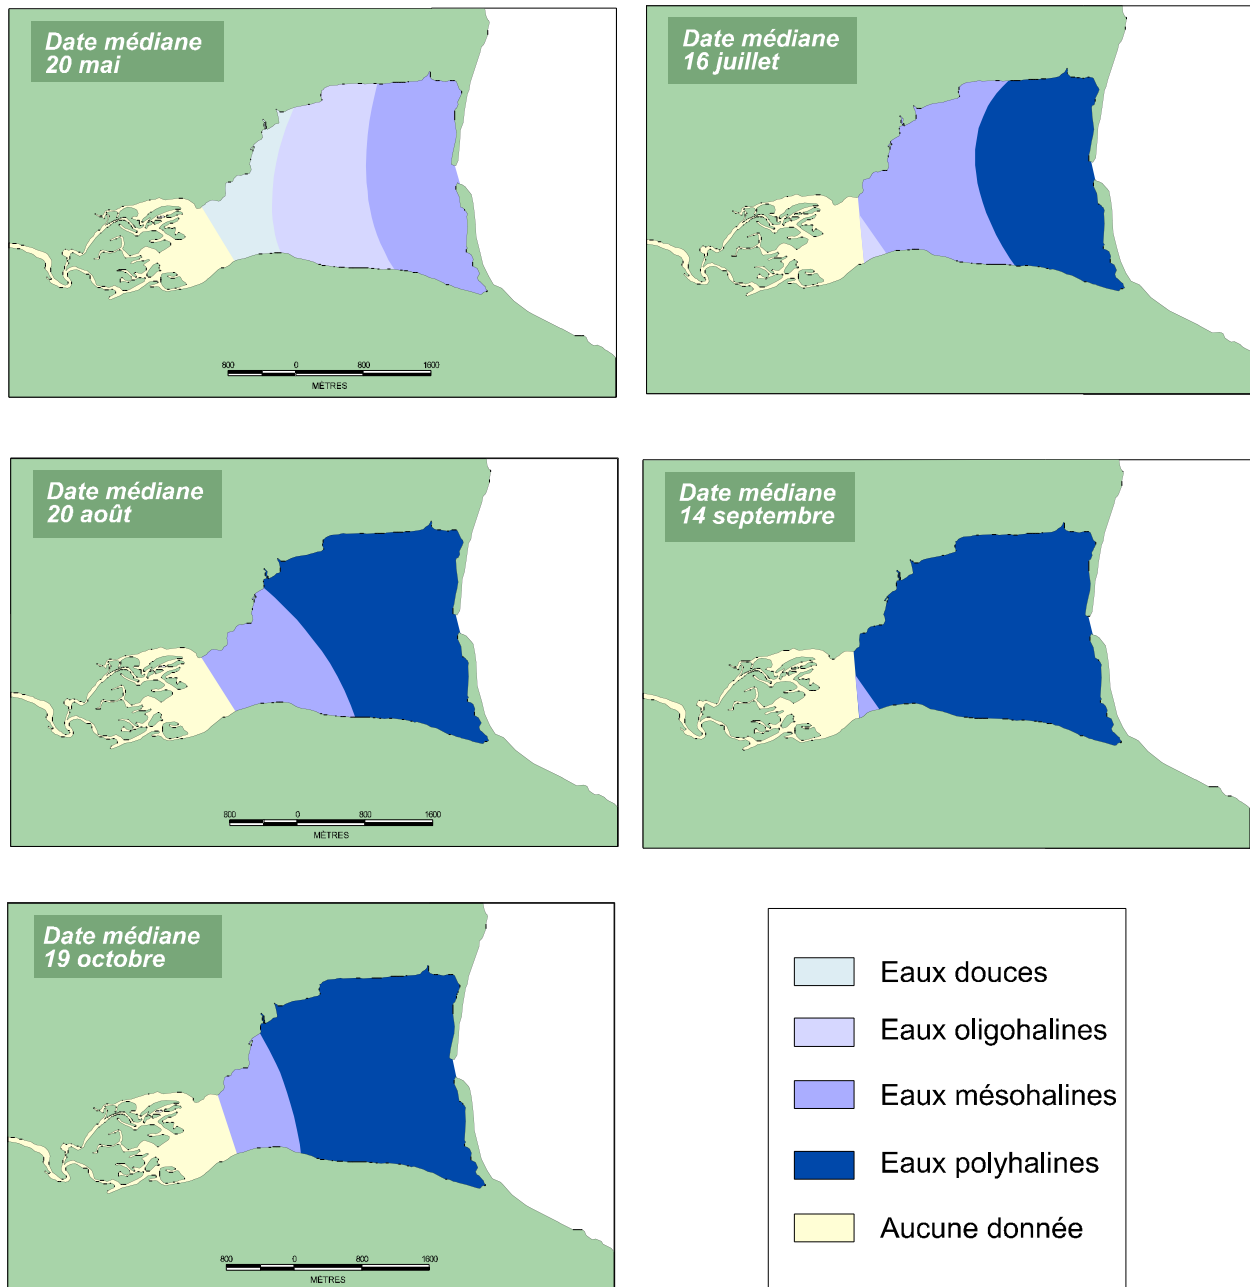 Date médiane
20 mai
800 0 800 1600
MÈTRES
Date médiane
16 juillet
Date médiane
20 août
800 0 800 1600
MÈTRES
Date médiane
14 septembre
Date médiane
19 octobre
800 0 800 1600
MÈTRES
Eaux douces
Eaux oligohalines
Eaux mésohalines
Eaux polyhalines
Aucune donnée